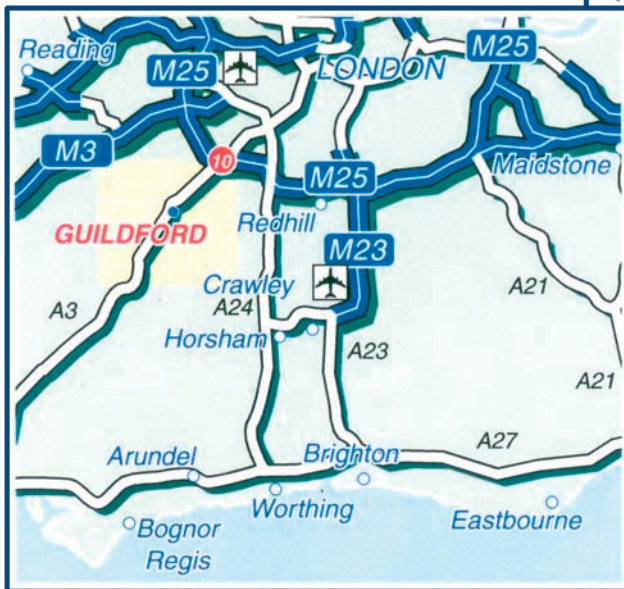 Reading
M25
LONDON
M25
M3
10
M25
Maidstone
Redhill
GUILDFORD
M23
Crawley
A3
A24
A21
Horsham
A23
A21
Arundel
Brighton
A27
Worthing
Eastbourne
Bognor
Regis